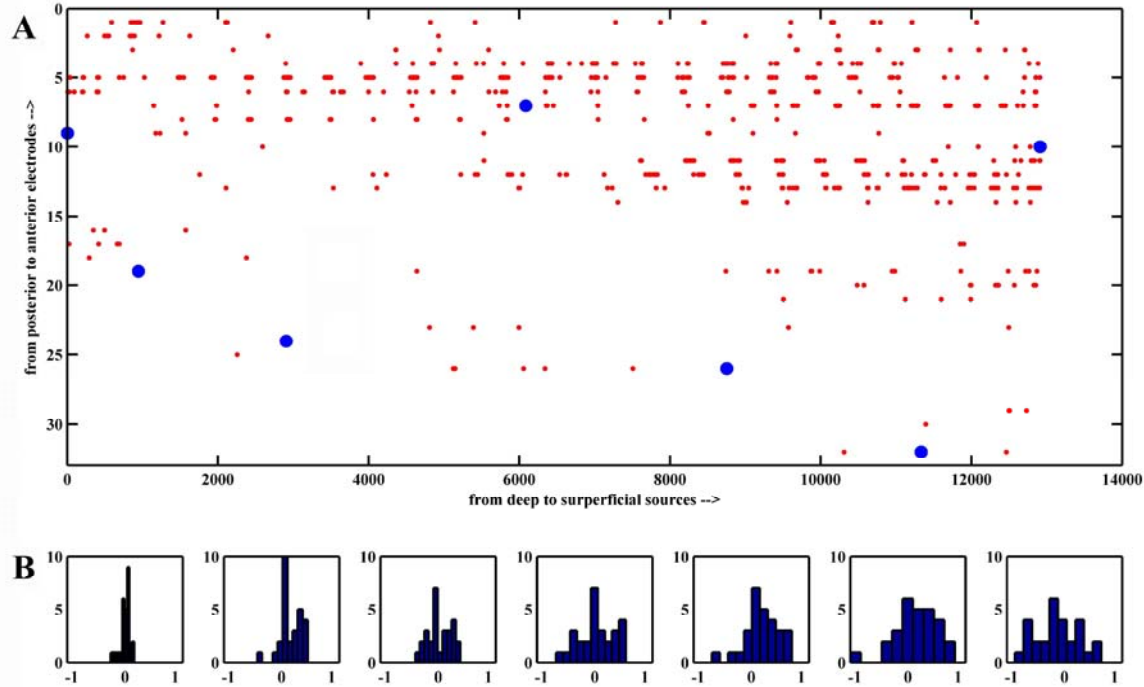 A
0
5
10
15
20
25
30
from posterior to anterior electrodes -->
0 2000 4000 6000 8000 10000 12000 14000
from deep to surperficial sources -->
B
10 10 10 10 10 10 10
5 5 5 5 5 5 5
0 0 0 0 0 0 0
-1 0 1 -1 0 1 -1 0 1 -1 0 1 -1 0 1 -1 0 1 -1 0 1